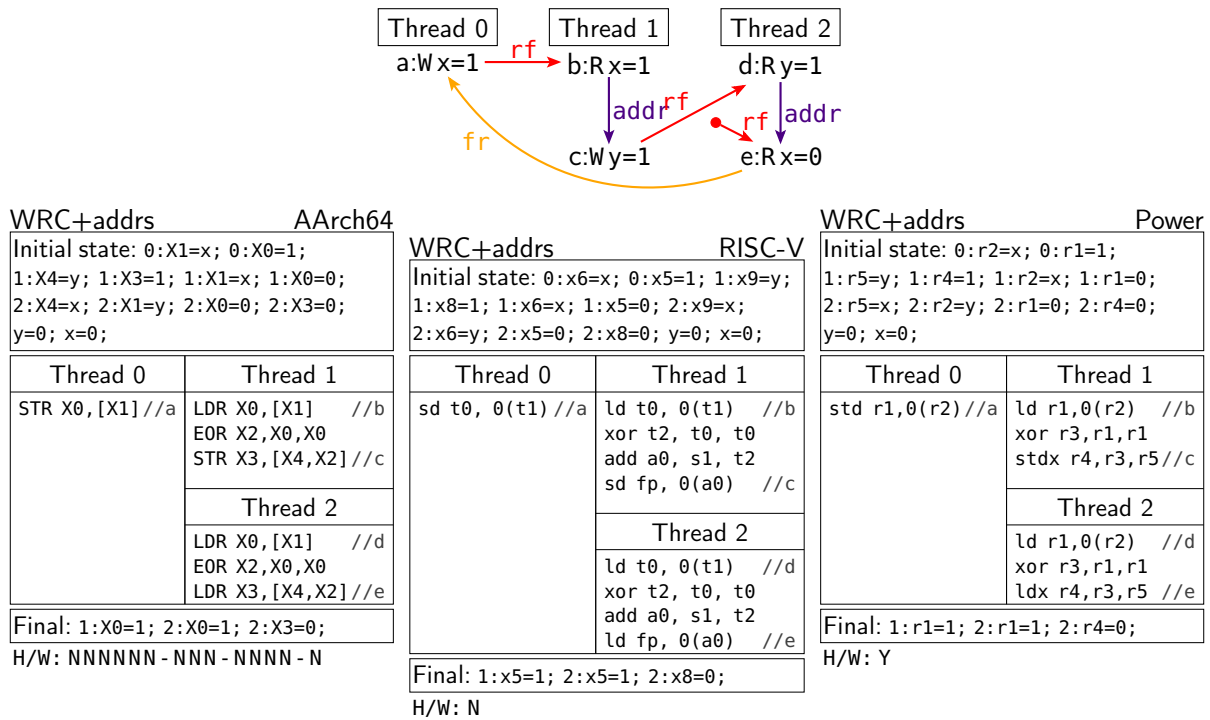 Thread 0 Thread 1 Thread 2
rf
a:W x=1 b:R x=1 d:R y=1
addr rf rf addr
fr
c:W y=1 e:R x=0
WRC+addrs AArch64
Initial state: 0:X1=x; 0:X0=1;
1:X4=y; 1:X3=1; 1:X1=x; 1:X0=0;
2:X4=x; 2:X1=y; 2:X0=0; 2:X3=0;
y=0; x=0;
Thread 0 Thread 1
STR X0,[X1]//a LDR X0,[X1] //b
EOR X2,X0,X0
STR X3,[X4,X2]//c
Thread 2
LDR X0,[X1] //d
EOR X2,X0,X0
LDR X3,[X4,X2]//e
Final: 1:X0=1; 2:X0=1; 2:X3=0;
H/W: NNNNNN-NNN-NNNN-N
WRC+addrs RISC-V
Initial state: 0:x6=x; 0:x5=1; 1:x9=y;
1:x8=1; 1:x6=x; 1:x5=0; 2:x9=x;
2:x6=y; 2:x5=0; 2:x8=0; y=0; x=0;
Thread 0 Thread 1
sd t0, 0(t1) //a ld t0, 0(t1) //b
xor t2, t0, t0
add a0, s1, t2
sd fp, 0(a0) //c
Thread 2
ld t0, 0(t1) //d
xor t2, t0, t0
add a0, s1, t2
ld fp, 0(a0) //e
Final: 1:x5=1; 2:x5=1; 2:x8=0;
H/W: N
WRC+addrs Power
Initial state: 0:r2=x; 0:r1=1;
1:r5=y; 1:r4=1; 1:r2=x; 1:r1=0;
2:r5=x; 2:r2=y; 2:r1=0; 2:r4=0;
y=0; x=0;
Thread 0 Thread 1
std r1,0(r2)//a ld r1,0(r2) //b
xor r3,r1,r1
stdx r4,r3,r5//c
Thread 2
ld r1,0(r2) //d
xor r3,r1,r1
ldx r4,r3,r5 //e
Final: 1:r1=1; 2:r1=1; 2:r4=0;
H/W: Y